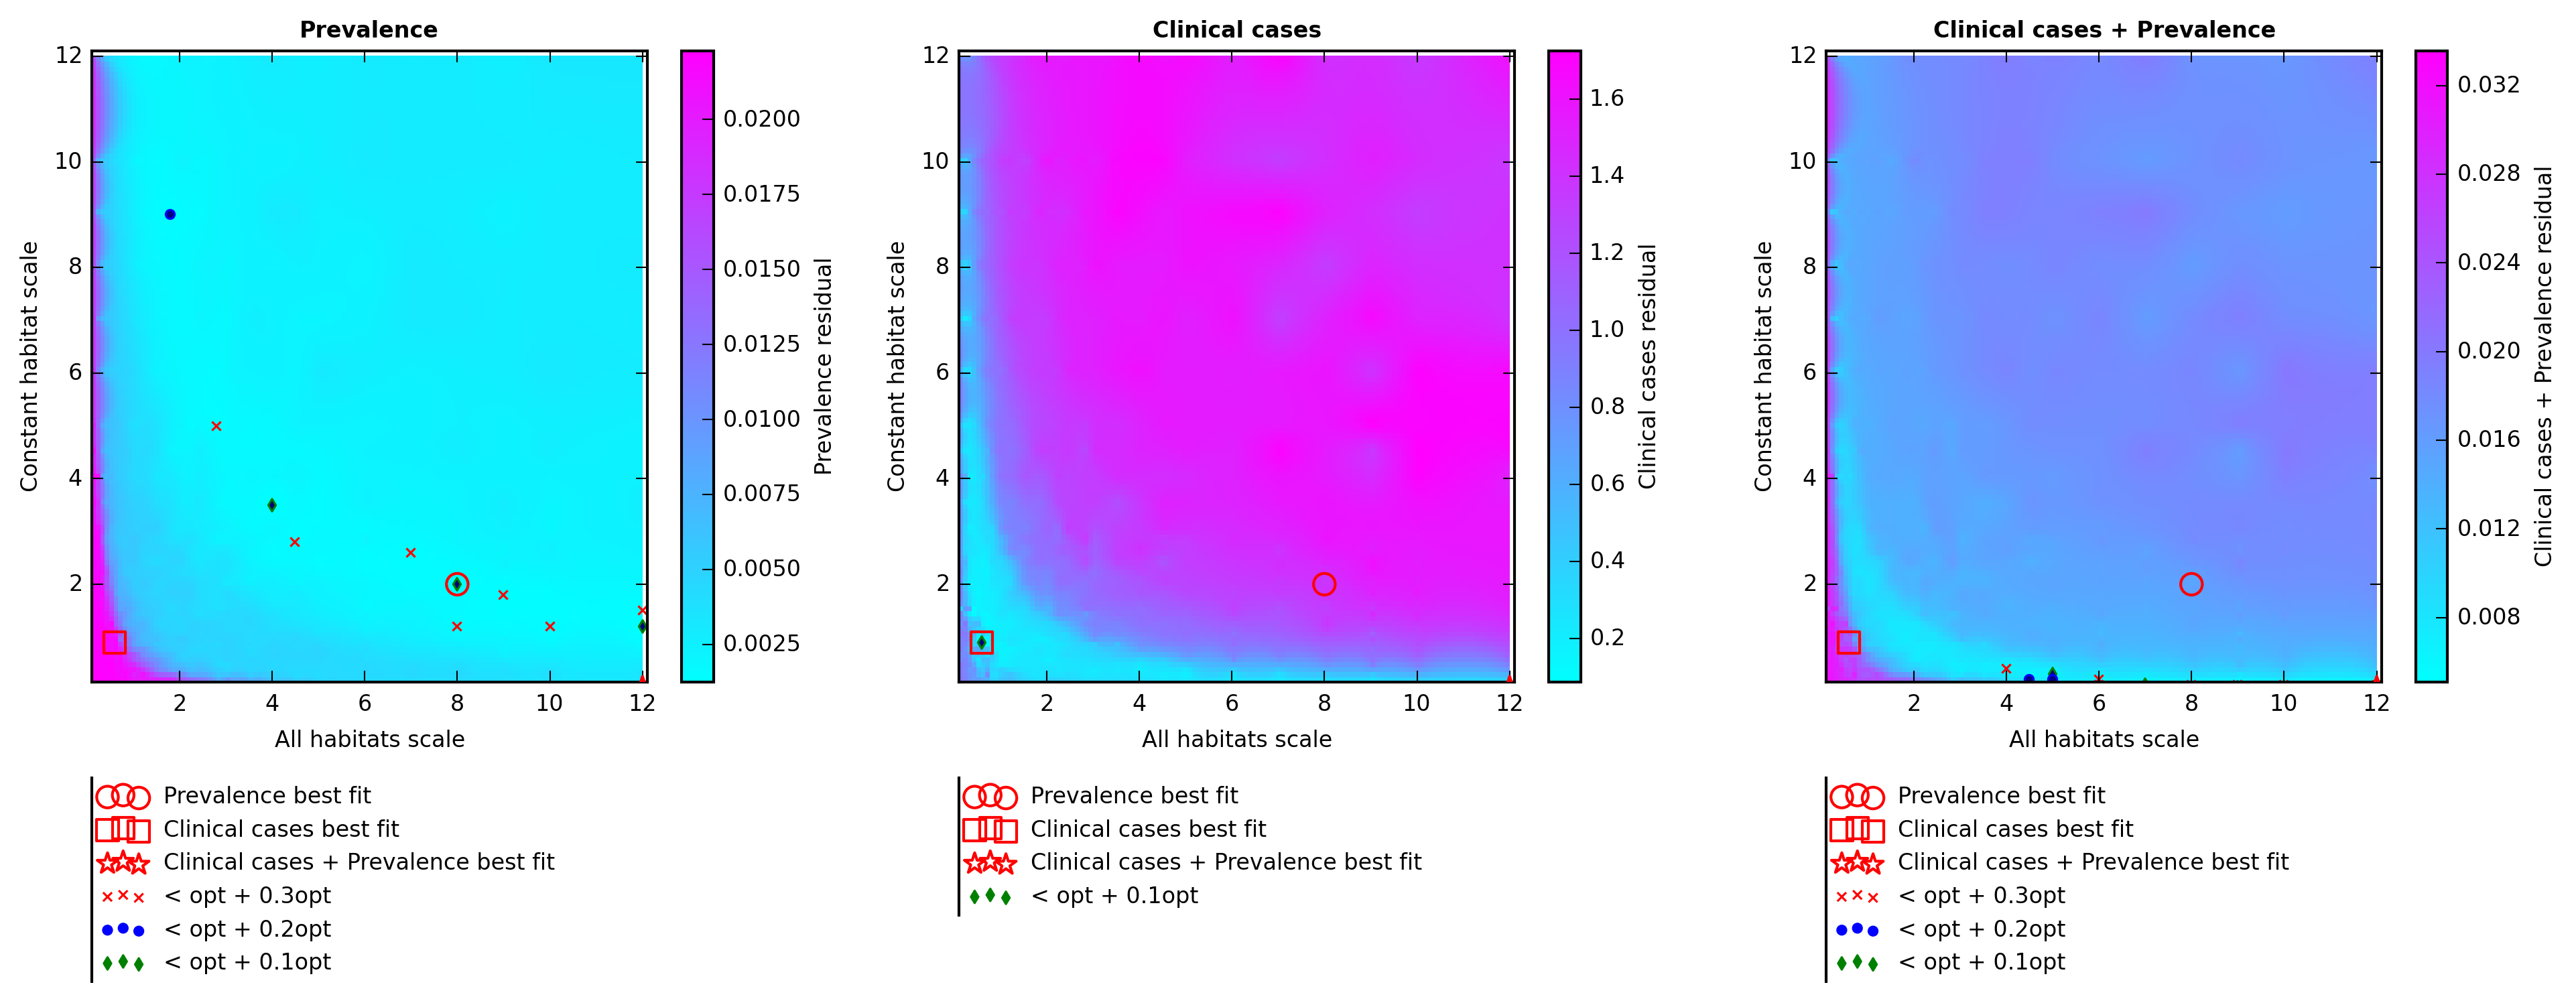 Prevalence
12
10
8
6
4
2
2 4 6 8 10 12
Constant habitat scale
All habitats scale
0.0200
0.0175
0.0150
0.0125
0.0100
0.0075
0.0050
0.0025
Prevalence residual
Prevalence best fit
Clinical cases best fit
Clinical cases + Prevalence best fit
< opt + 0.3opt
< opt + 0.2opt
< opt + 0.1opt
Clinical cases
12
10
8
6
4
2
2 4 6 8 10 12
Constant habitat scale
All habitats scale
1.6
1.4
1.2
1.0
0.8
0.6
0.4
0.2
Clinical cases residual
Prevalence best fit
Clinical cases best fit
Clinical cases + Prevalence best fit
< opt + 0.1opt
Clinical cases + Prevalence
12
10
8
6
4
2
2 4 6 8 10 12
Constant habitat scale
All habitats scale
0.032
0.028
0.024
0.020
0.016
0.012
0.008
Clinical cases + Prevalence residual
Prevalence best fit
Clinical cases best fit
Clinical cases + Prevalence best fit
< opt + 0.3opt
< opt + 0.2opt
< opt + 0.1opt